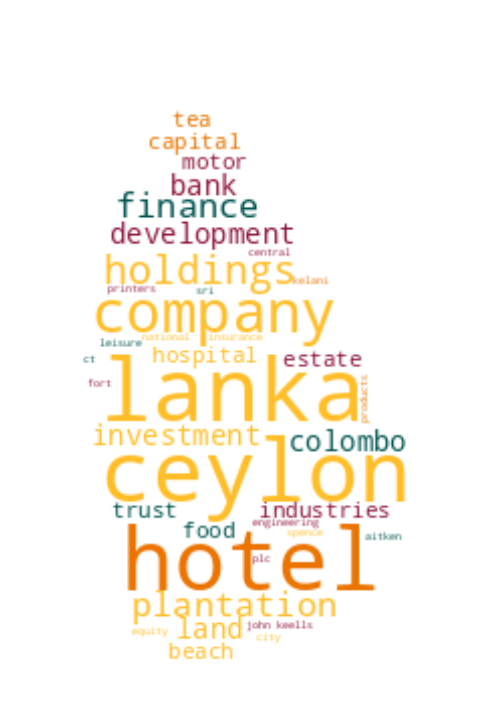 tea
capital
motor
bank
finance
development
central
holdings
kelani
printers
sri
company
national
insurance
leisure
hospital
ct
estate
lanka
fort
products
investment
colombo
ceylon
trust
industries
food
engineering
spence
aitken
hotel
plc
plantation
land
john keells
equity
city
beach